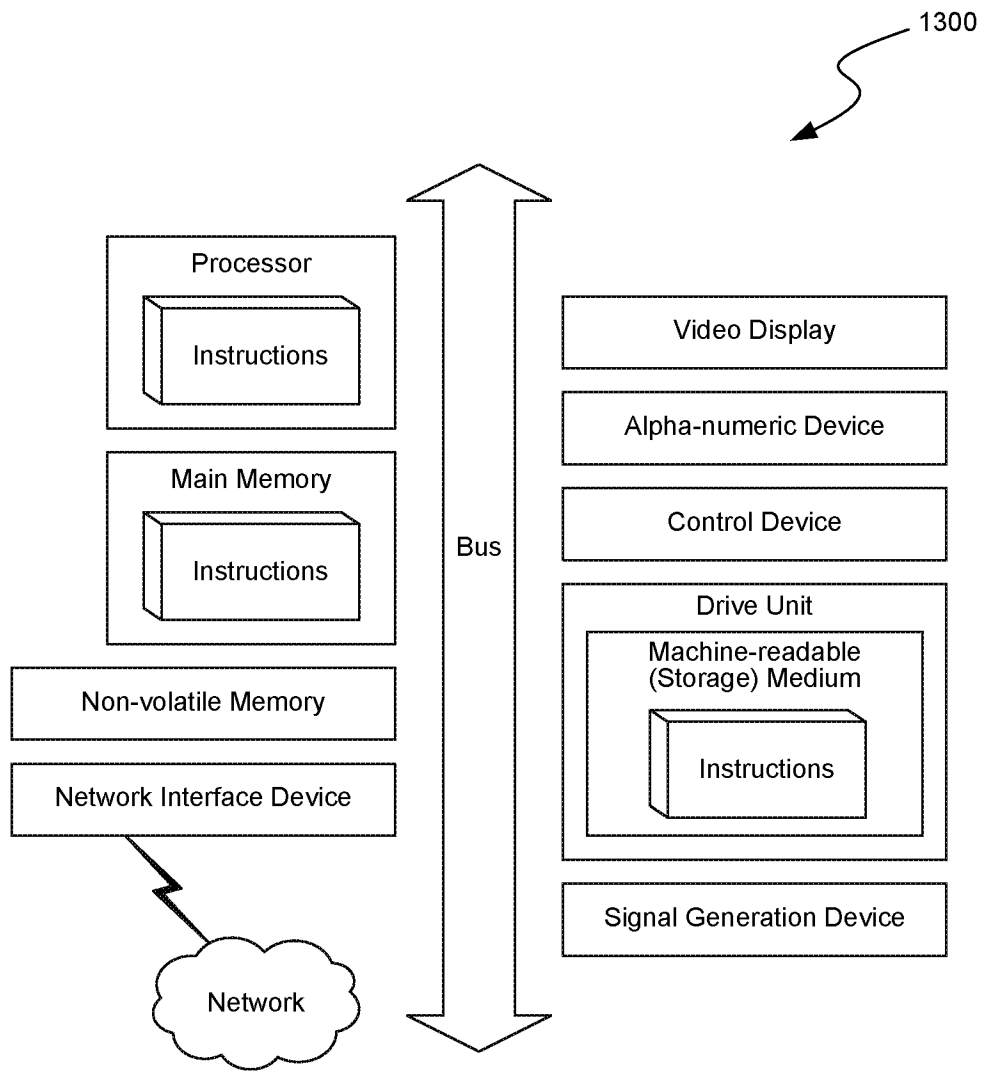 1300
Processor
Instructions
Main Memory
Instructions
Non-volatile Memory
Network Interface Device
Network
Bus
Video Display
Alpha-numeric Device
Control Device
Drive Unit
Machine-readable
(Storage) Medium
Instructions
Signal Generation Device